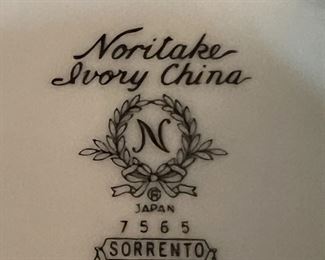 Noritake
Ivory China
N
®
JAPAN
7565
SORRENTO